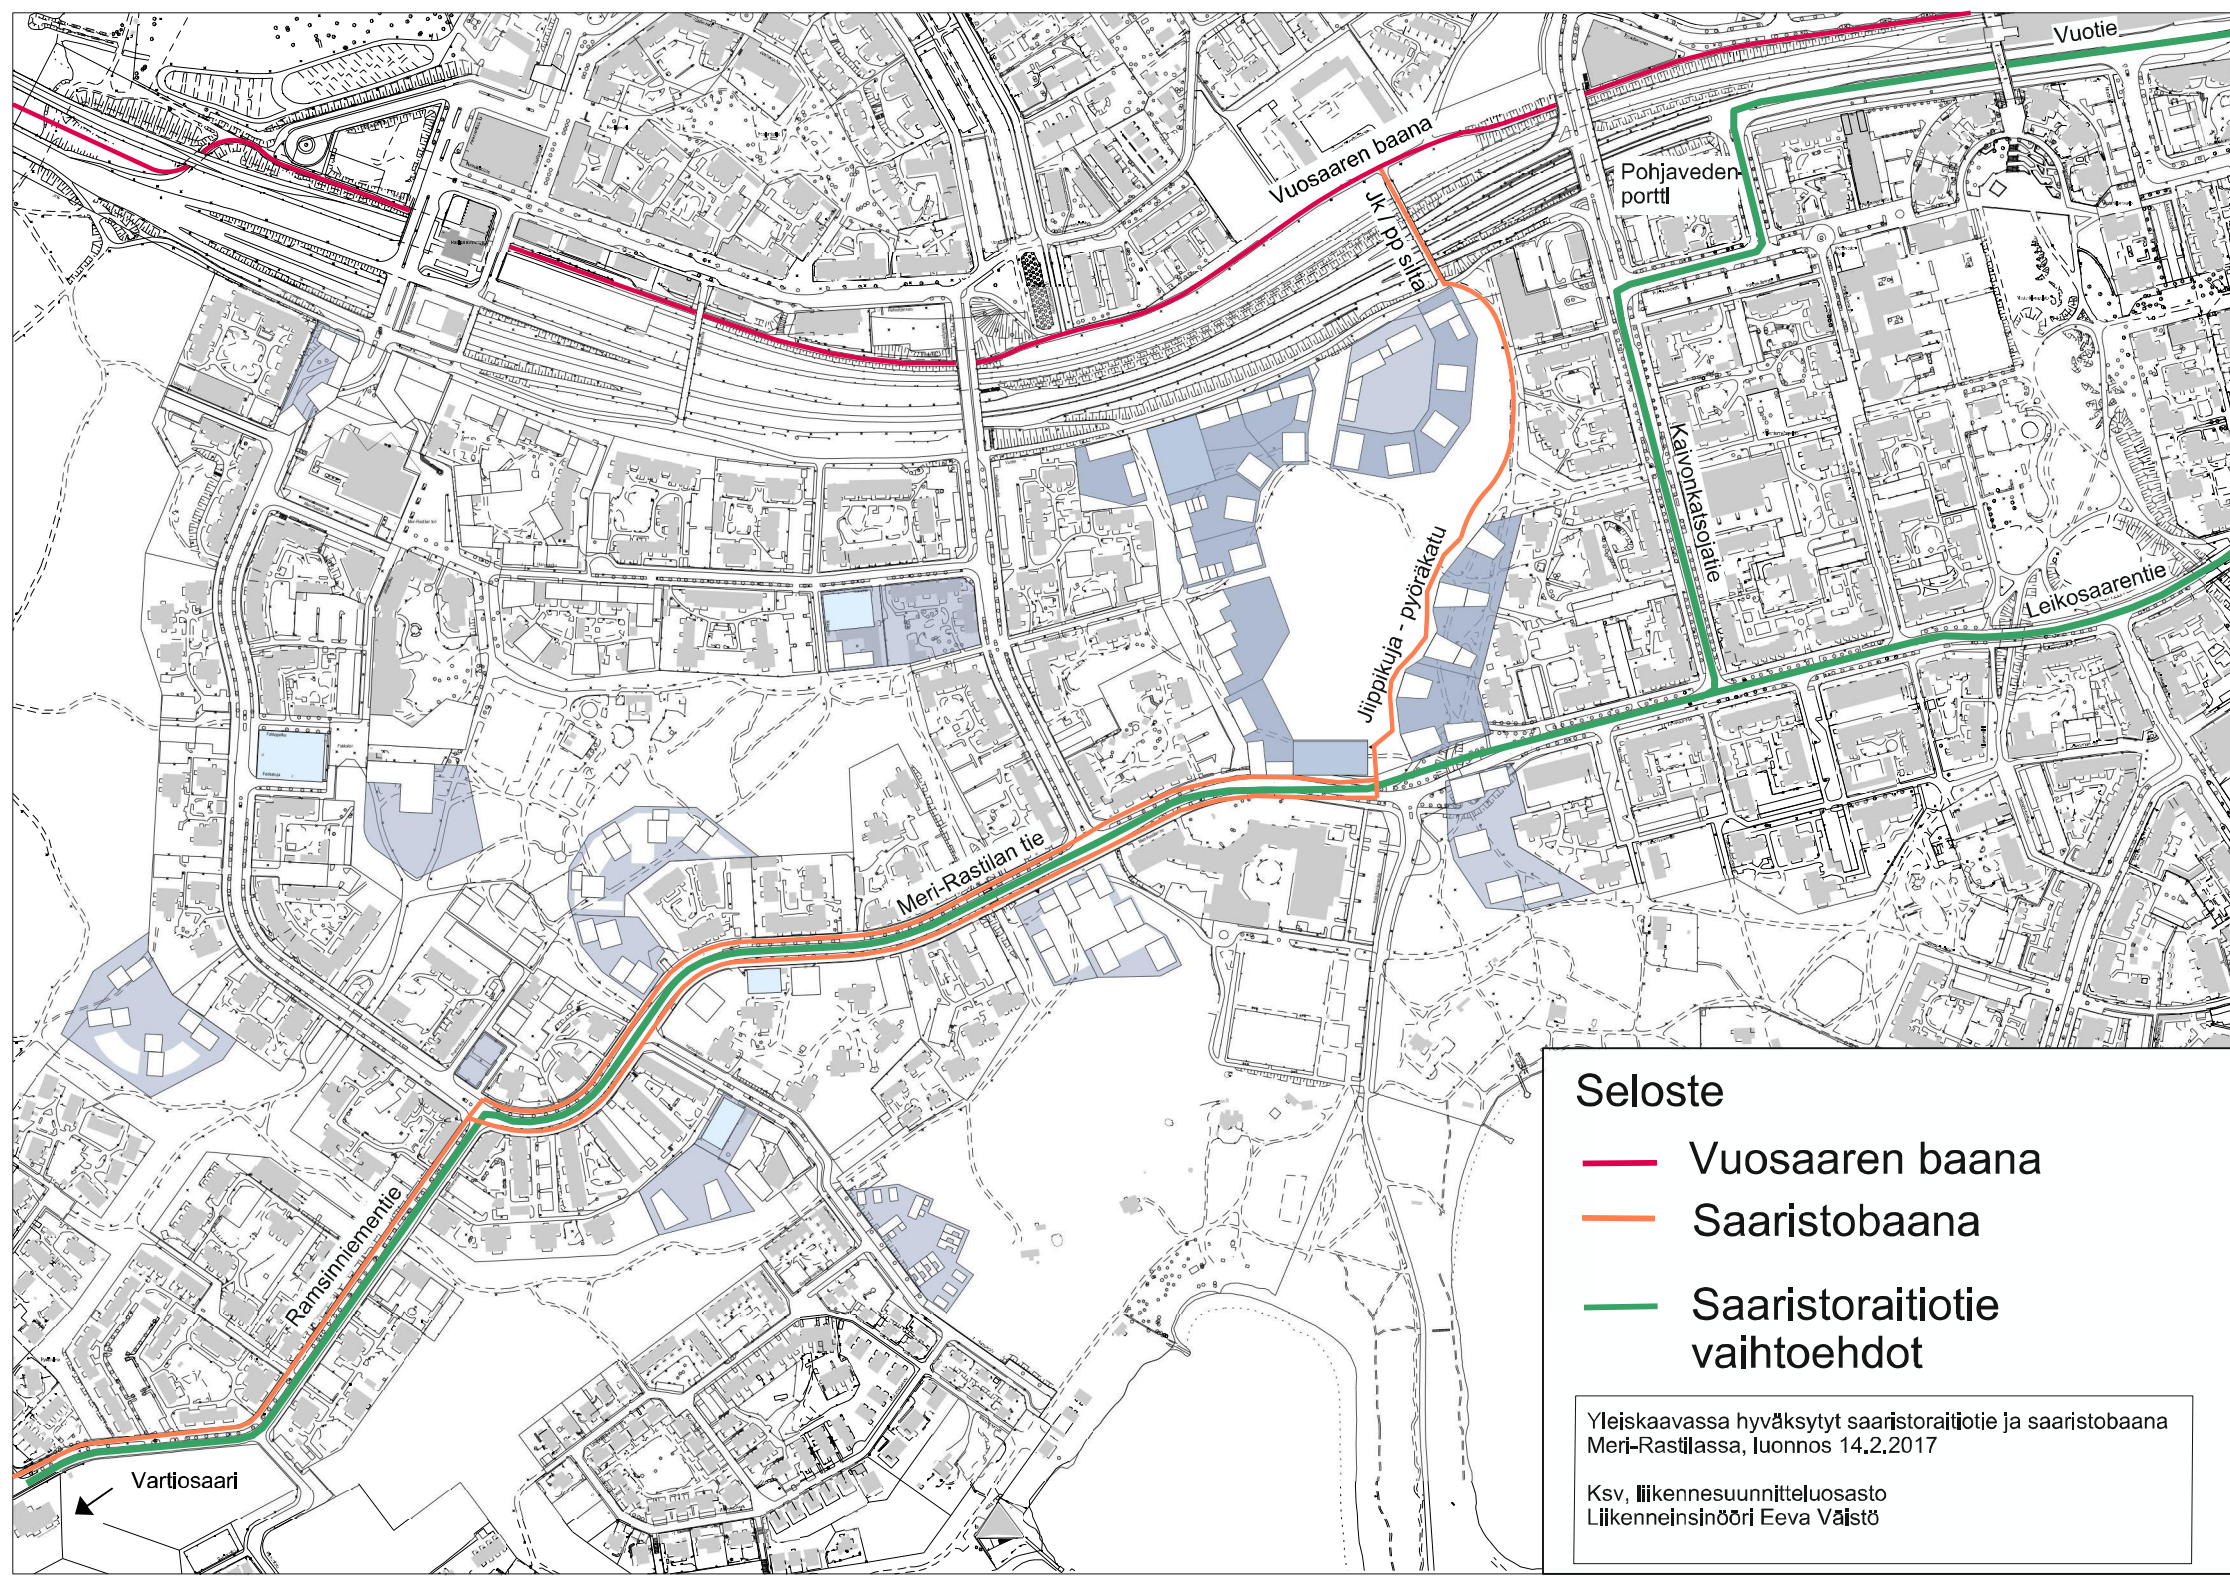 Vuotie
Vuosaaren baana
Pohjaveden-
portti
Jk / pp silta
Kaivonkatsojatie
Leikosaarentie
Jiippikuja - pyöräkatu
Meri-Rastilan tie
Ramsinniementie
Vartiosaari
Seloste
Vuosaaren baana
Saaristobaana
Saaristoraitiotie
vaihtoehdot
Yleiskaavassa hyväksytyt saaristoraitiotie ja saaristobaana
Meri-Rastilassa, luonnos 14.2.2017
Ksv, liikennesuunnitteluosasto
Liikenneinsinööri Eeva Väistö